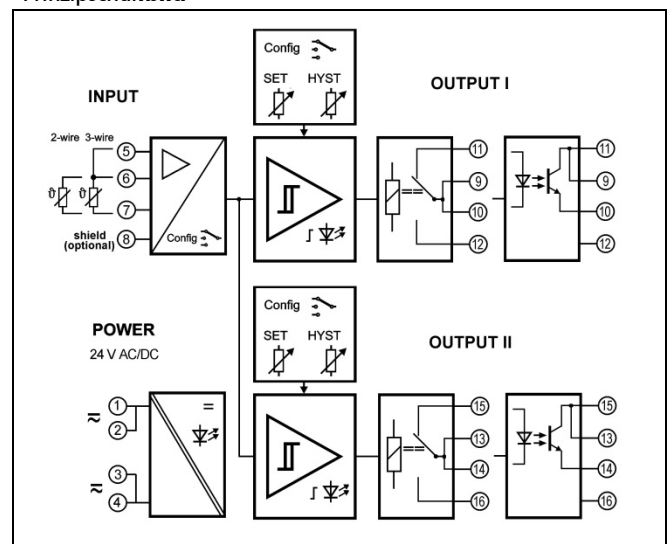 Config
SET HYST
INPUT
OUTPUT I
2-wire 3-wire
5
6
7
8
ϑ ϑ
shield
(optional)
Config
11
9
10
12
11
9
10
12
Config
SET HYST
POWER
24 V AC/DC
OUTPUT II
1
2
3
4
15
13
14
16
15
13
14
16